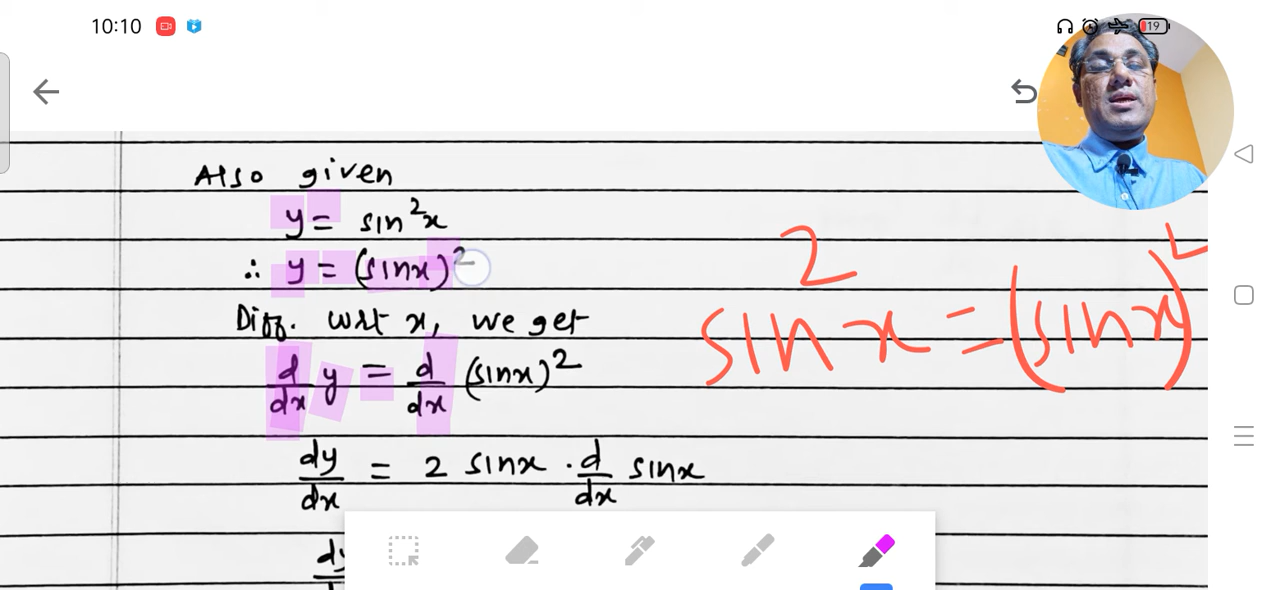 10:10
19
Also given
y = sin²x
∴ y = (sinx)²
Diff. wrt x, we get
d/dx y = d/dx (sinx)²
dy/dx = 2 sinx . d/dx sinx
sin²x = (sinx)²